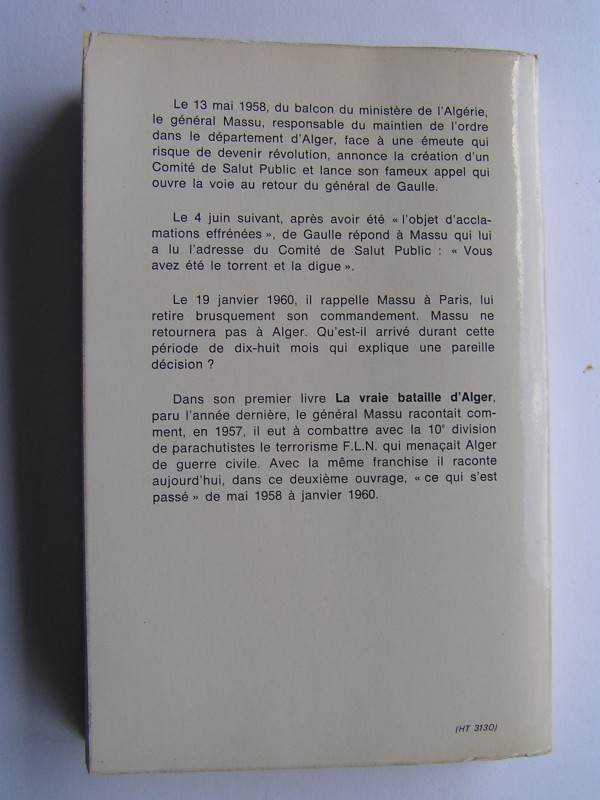 Le 13 mai 1958, du balcon du ministère de l'Algérie,
le général Massu, responsable du maintien de l'ordre
dans le département d'Alger, face à une émeute qui
risque de devenir révolution, annonce la création d'un
Comité de Salut Public et lance son fameux appel qui
ouvre la voie au retour du général de Gaulle.
Le 4 juin suivant, après avoir été « l'objet d'accla-
mations effrénées », de Gaulle répond à Massu qui lui
a lu l'adresse du Comité de Salut Public : « Vous
avez été le torrent et la digue ».
Le 19 janvier 1960, il rappelle Massu à Paris, lui
retire brusquement son commandement. Massu ne
retournera pas à Alger. Qu'est-il arrivé durant cette
période de dix-huit mois qui explique une pareille
décision ?
Dans son premier livre La vraie bataille d'Alger,
paru l'année dernière, le général Massu racontait com-
ment, en 1957, il eut à combattre avec la 10e division
de parachutistes le terrorisme F.L.N. qui menaçait Alger
de guerre civile. Avec la même franchise il raconte
aujourd'hui, dans ce deuxième ouvrage, « ce qui s'est
passé » de mai 1958 à janvier 1960.
(HT 3130)